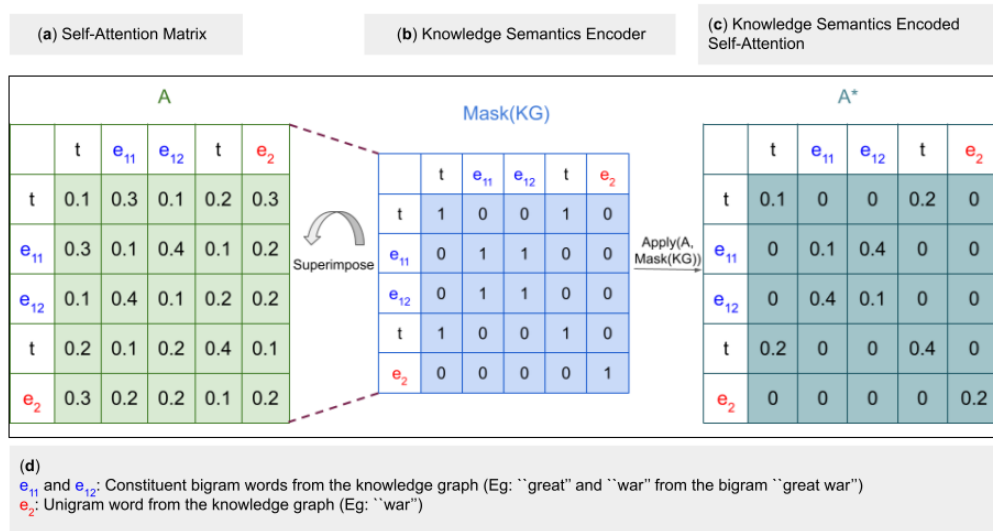 (a) Self-Attention Matrix
(b) Knowledge Semantics Encoder
(c) Knowledge Semantics Encoded
Self-Attention
A
t e11 e12 t e2
t 0.1 0.3 0.1 0.2 0.3
e11 0.3 0.1 0.4 0.1 0.2
e12 0.1 0.4 0.1 0.2 0.2
t 0.2 0.1 0.2 0.4 0.1
e2 0.3 0.2 0.2 0.1 0.2
Superimpose
Mask(KG)
t e11 e12 t e2
t 1 0 0 1 0
e11 0 1 1 0 0
e12 0 1 1 0 0
t 1 0 0 1 0
e2 0 0 0 0 1
Apply(A,
Mask(KG))
A*
t e11 e12 t e2
t 0.1 0 0 0.2 0
e11 0 0.1 0.4 0 0
e12 0 0.4 0.1 0 0
t 0.2 0 0 0.4 0
e2 0 0 0 0 0.2
(d)
e11 and e12: Constituent bigram words from the knowledge graph (Eg: ``great'' and ``war'' from the bigram ``great war'')
e2: Unigram word from the knowledge graph (Eg: ``war'')